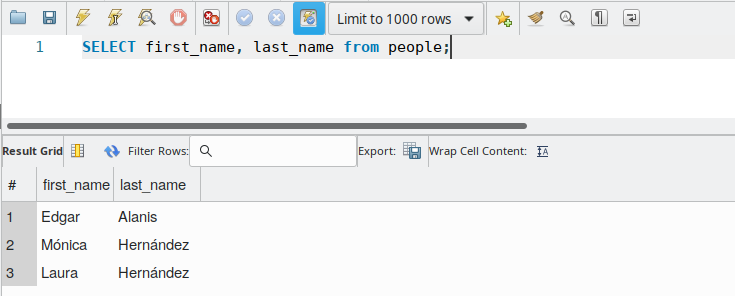 Limit to 1000 rows
1 SELECT first_name, last_name from people;
Result Grid Filter Rows: Export: Wrap Cell Content:
# first_name last_name
1 Edgar Alanis
2 Mónica Hernández
3 Laura Hernández